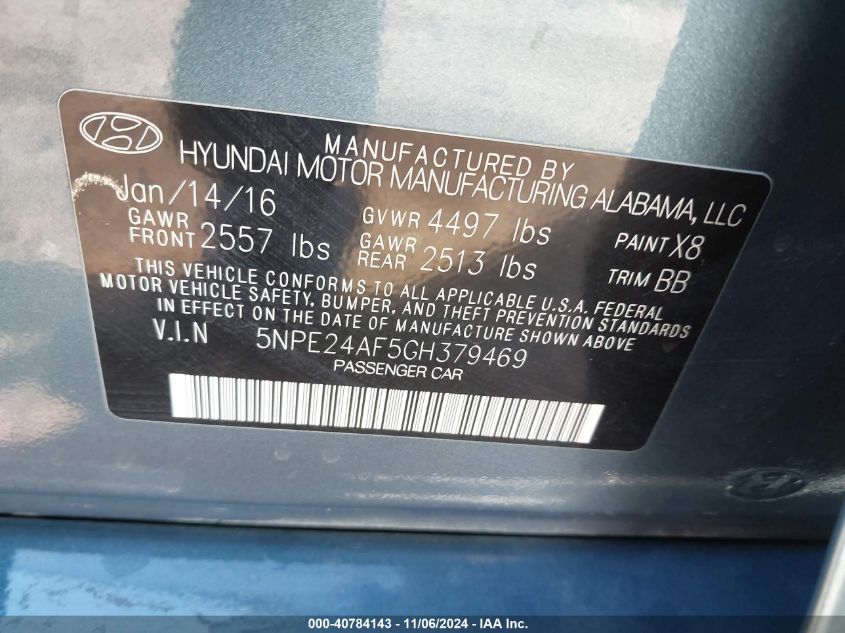 MANUFACTURED BY
HYUNDAI MOTOR MANUFACTURING ALABAMA, LLC
Jan/14/16 GVWR 4497 lbs PAINT X8
GAWR FRONT 2557 lbs GAWR REAR 2513 lbs TRIM BB
THIS VEHICLE CONFORMS TO ALL APPLICABLE U.S.A. FEDERAL
MOTOR VEHICLE SAFETY, BUMPER, AND THEFT PREVENTION STANDARDS
IN EFFECT ON THE DATE OF MANUFACTURE SHOWN ABOVE
V.I.N 5NPE24AF5GH379469
PASSENGER CAR
000-40784143 - 11/06/2024 - IAA Inc.